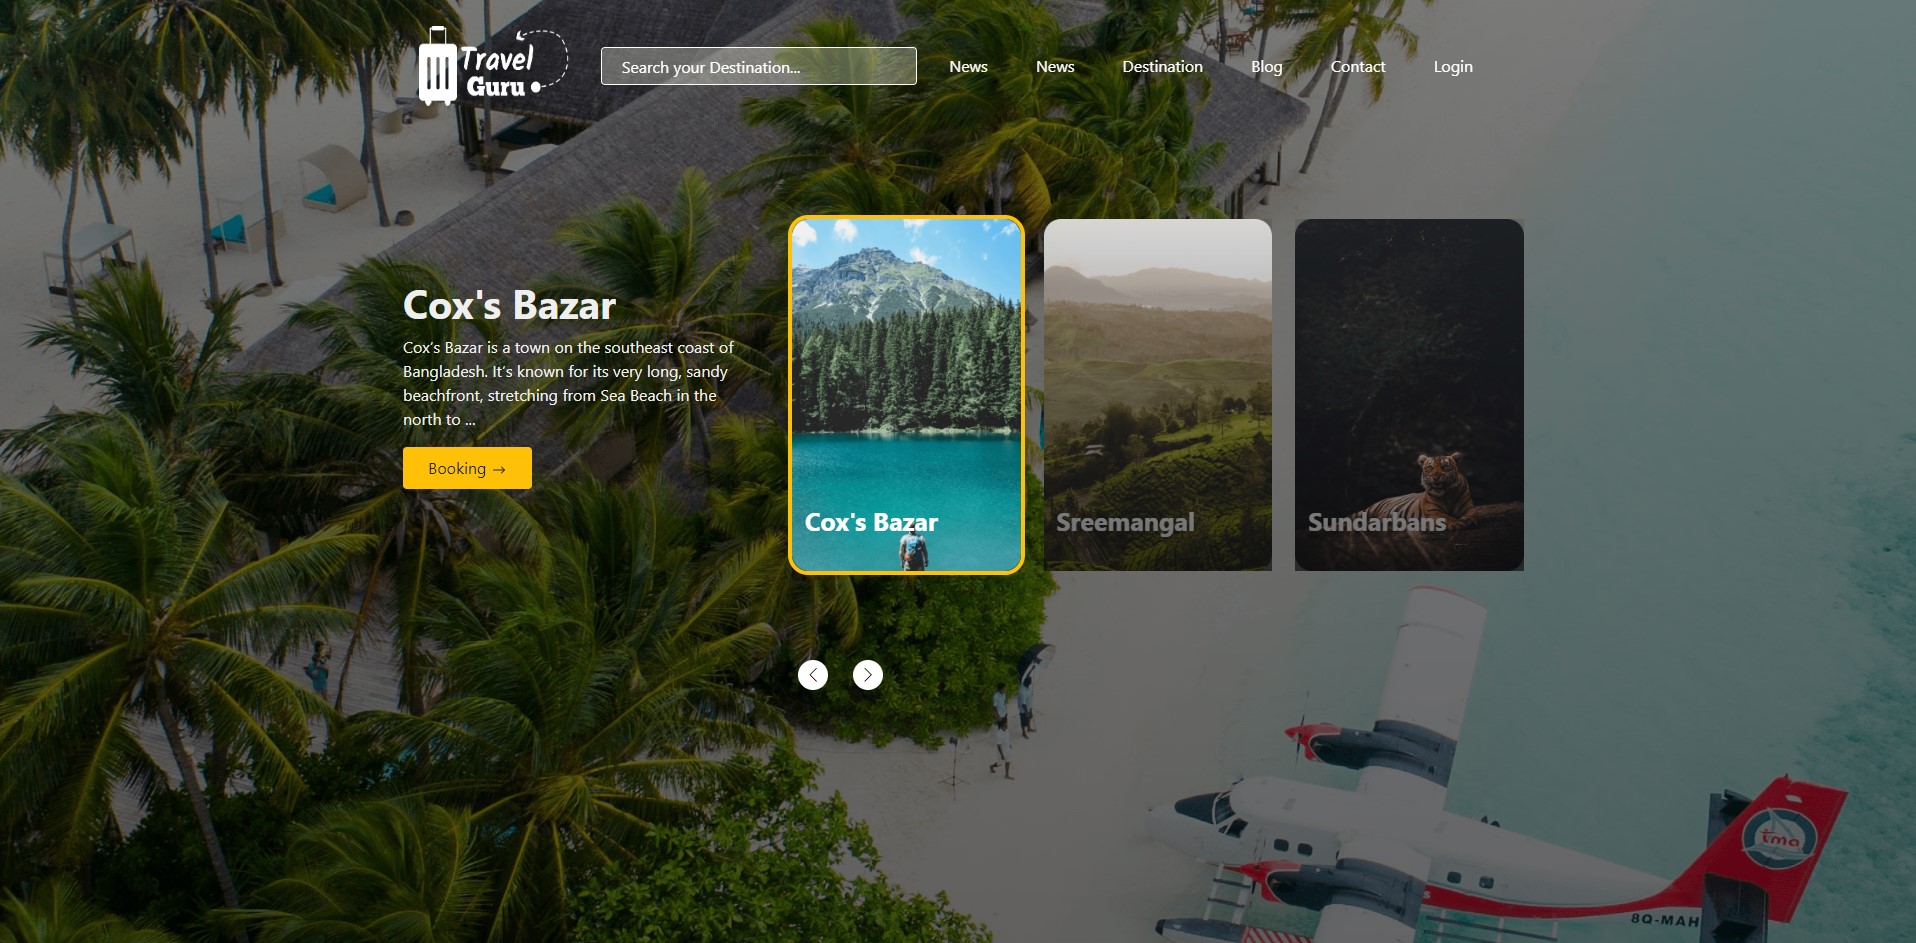 Travel
Guru
Search your Destination...
News
News
Destination
Blog
Contact
Login
Cox's Bazar
Cox’s Bazar is a town on the southeast coast of
Bangladesh. It’s known for its very long, sandy
beachfront, stretching from Sea Beach in the
north to ...
Booking →
Cox's Bazar
Sreemangal
Sundarbans
tma
8Q-MAH